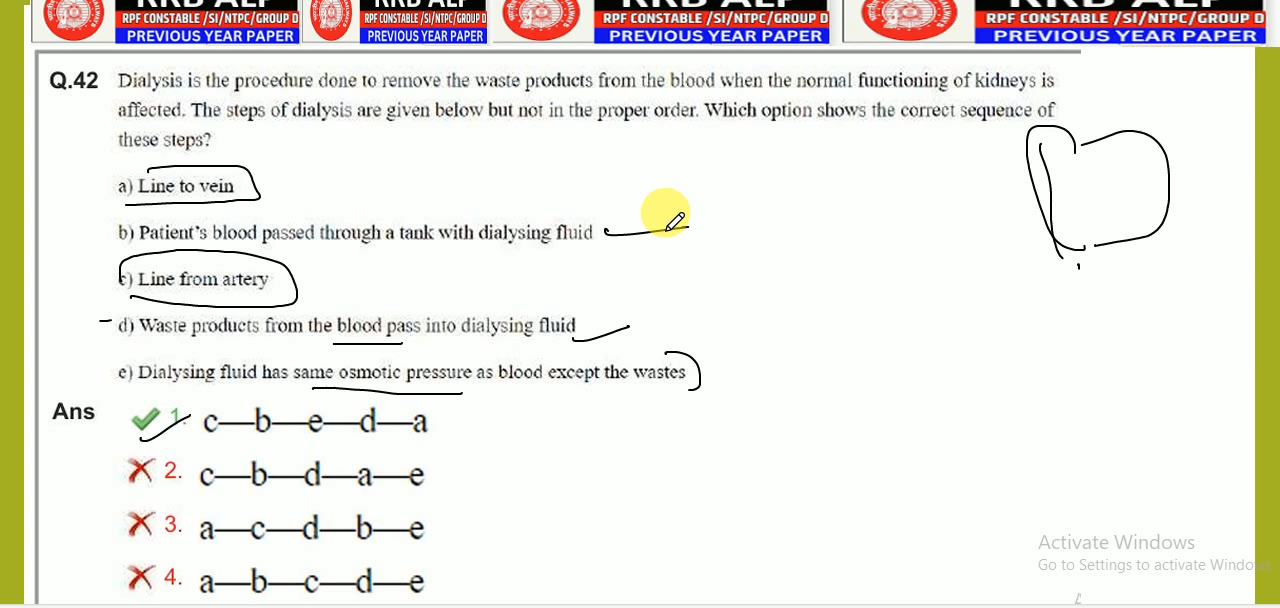 RPF CONSTABLE /SI/NTPC/GROUP D RPF CONSTABLE /SI/NTPC/GROUP D RPF CONSTABLE /SI/NTPC/GROUP D RPF CONSTABLE /SI/NTPC/GROUP D
PREVIOUS YEAR PAPER PREVIOUS YEAR PAPER PREVIOUS YEAR PAPER PREVIOUS YEAR PAPER
Q.42 Dialysis is the procedure done to remove the waste products from the blood when the normal functioning of kidneys is
affected. The steps of dialysis are given below but not in the proper order. Which option shows the correct sequence of
these steps?
a) Line to vein
b) Patient's blood passed through a tank with dialysing fluid
c) Line from artery
d) Waste products from the blood pass into dialysing fluid
e) Dialysing fluid has same osmotic pressure as blood except the wastes
Ans 1. c—b—e—d—a
2. c—b—d—a—e
3. a—c—d—b—e
4. a—b—c—d—e
Activate Windows
Go to Settings to activate Windows